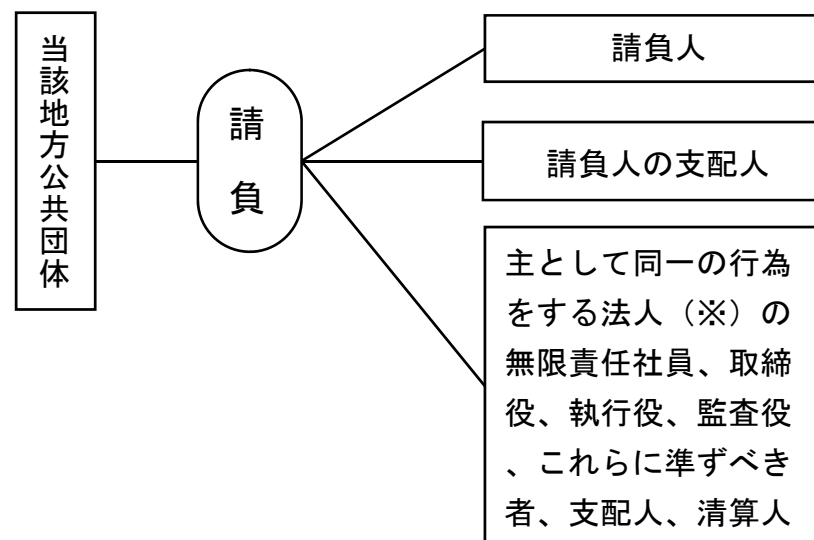 当該地方公共団体
請負
請負人
請負人の支配人
主として同一の行為
をする法人（※）の
無限責任社員、取締
役、執行役、監査役
、これらに準ずべき
者、支配人、清算人